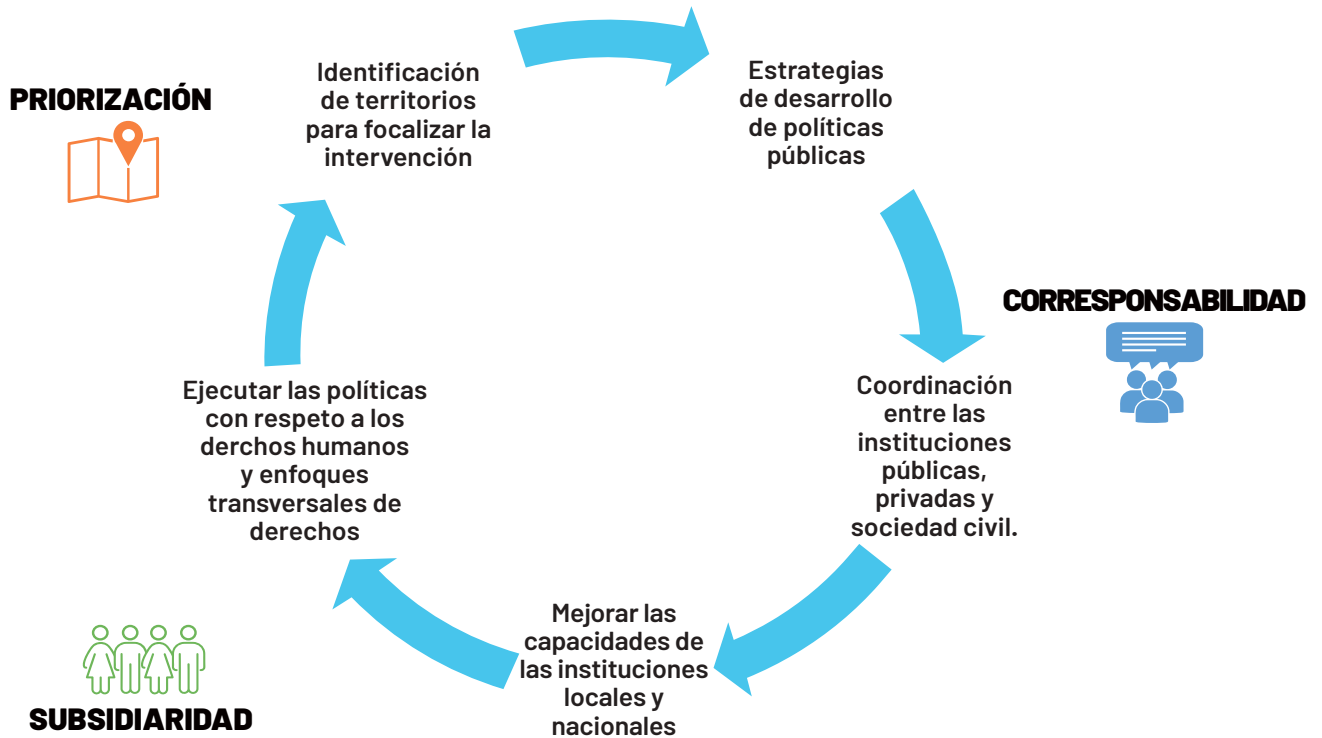 PRIORIZACIÓN
Identificación
de territorios
para focalizar la
intervención
Estrategias
de desarrollo
de políticas
públicas
CORRESPONSABILIDAD
Coordinación
entre las
instituciones
públicas,
privadas y
sociedad civil.
Mejorar las
capacidades de
las instituciones
locales y
nacionales
Ejecutar las políticas
con respeto a los
derchos humanos
y enfoques
transversales de
derechos
SUBSIDIARIDAD